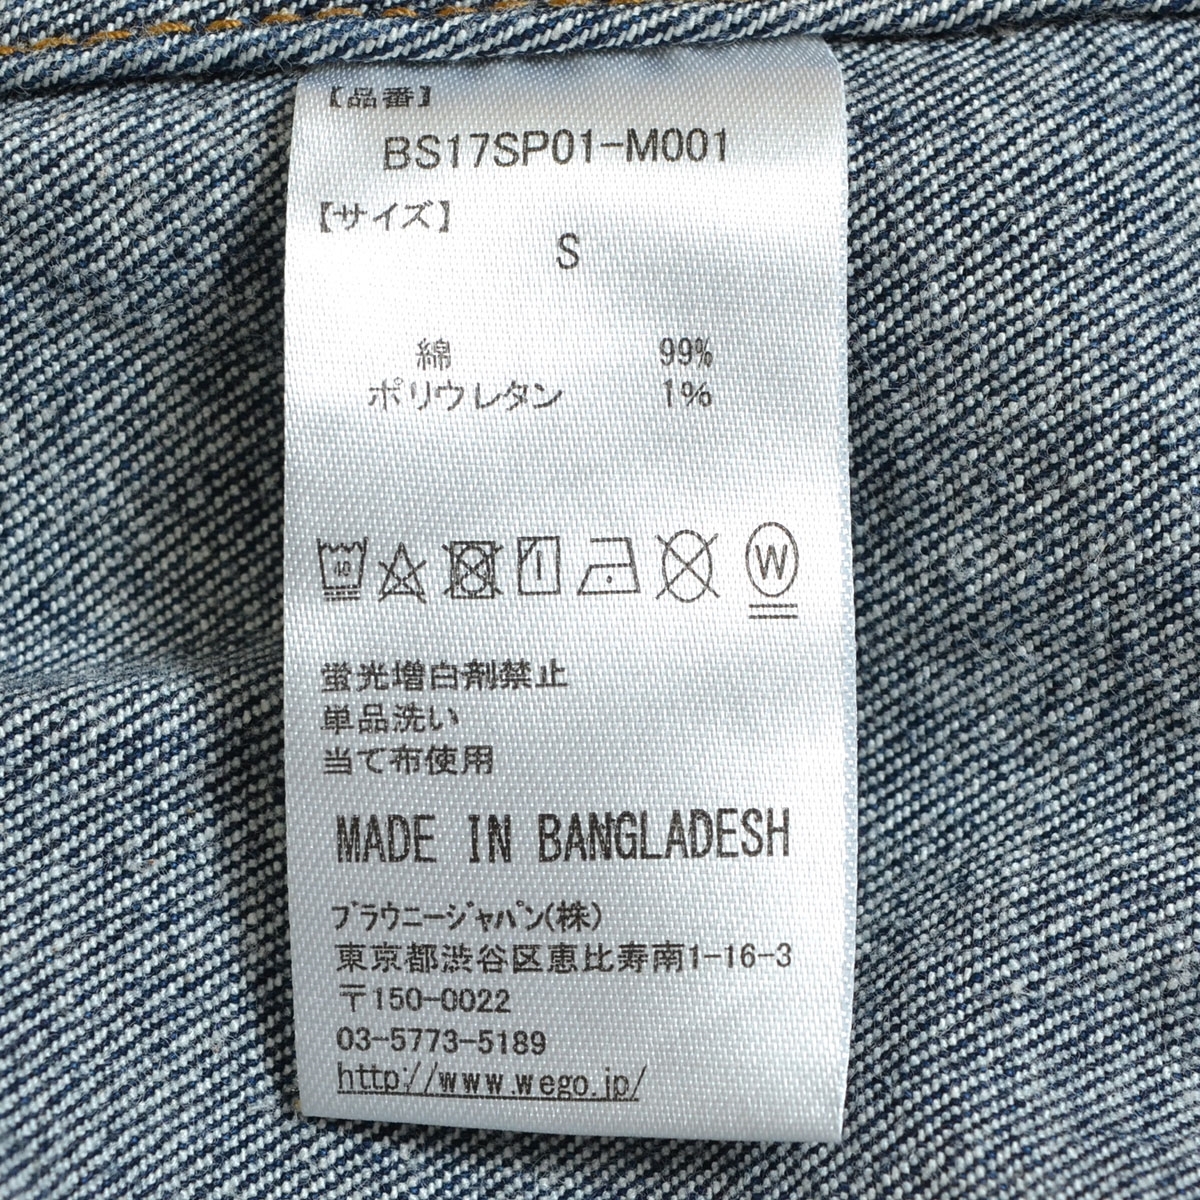 【品番】
BS17SP01-M001
【サイズ】
S
綿 99%
ポリウレタン 1%
40
W
蛍光増白剤禁止
単品洗い
当て布使用
MADE IN BANGLADESH
ﾌﾞﾗｳﾆｰｼﾞｬﾊﾟﾝ(株)
東京都渋谷区恵比寿南1-16-3
〒150-0022
03-5773-5189
http://www.wego.jp/